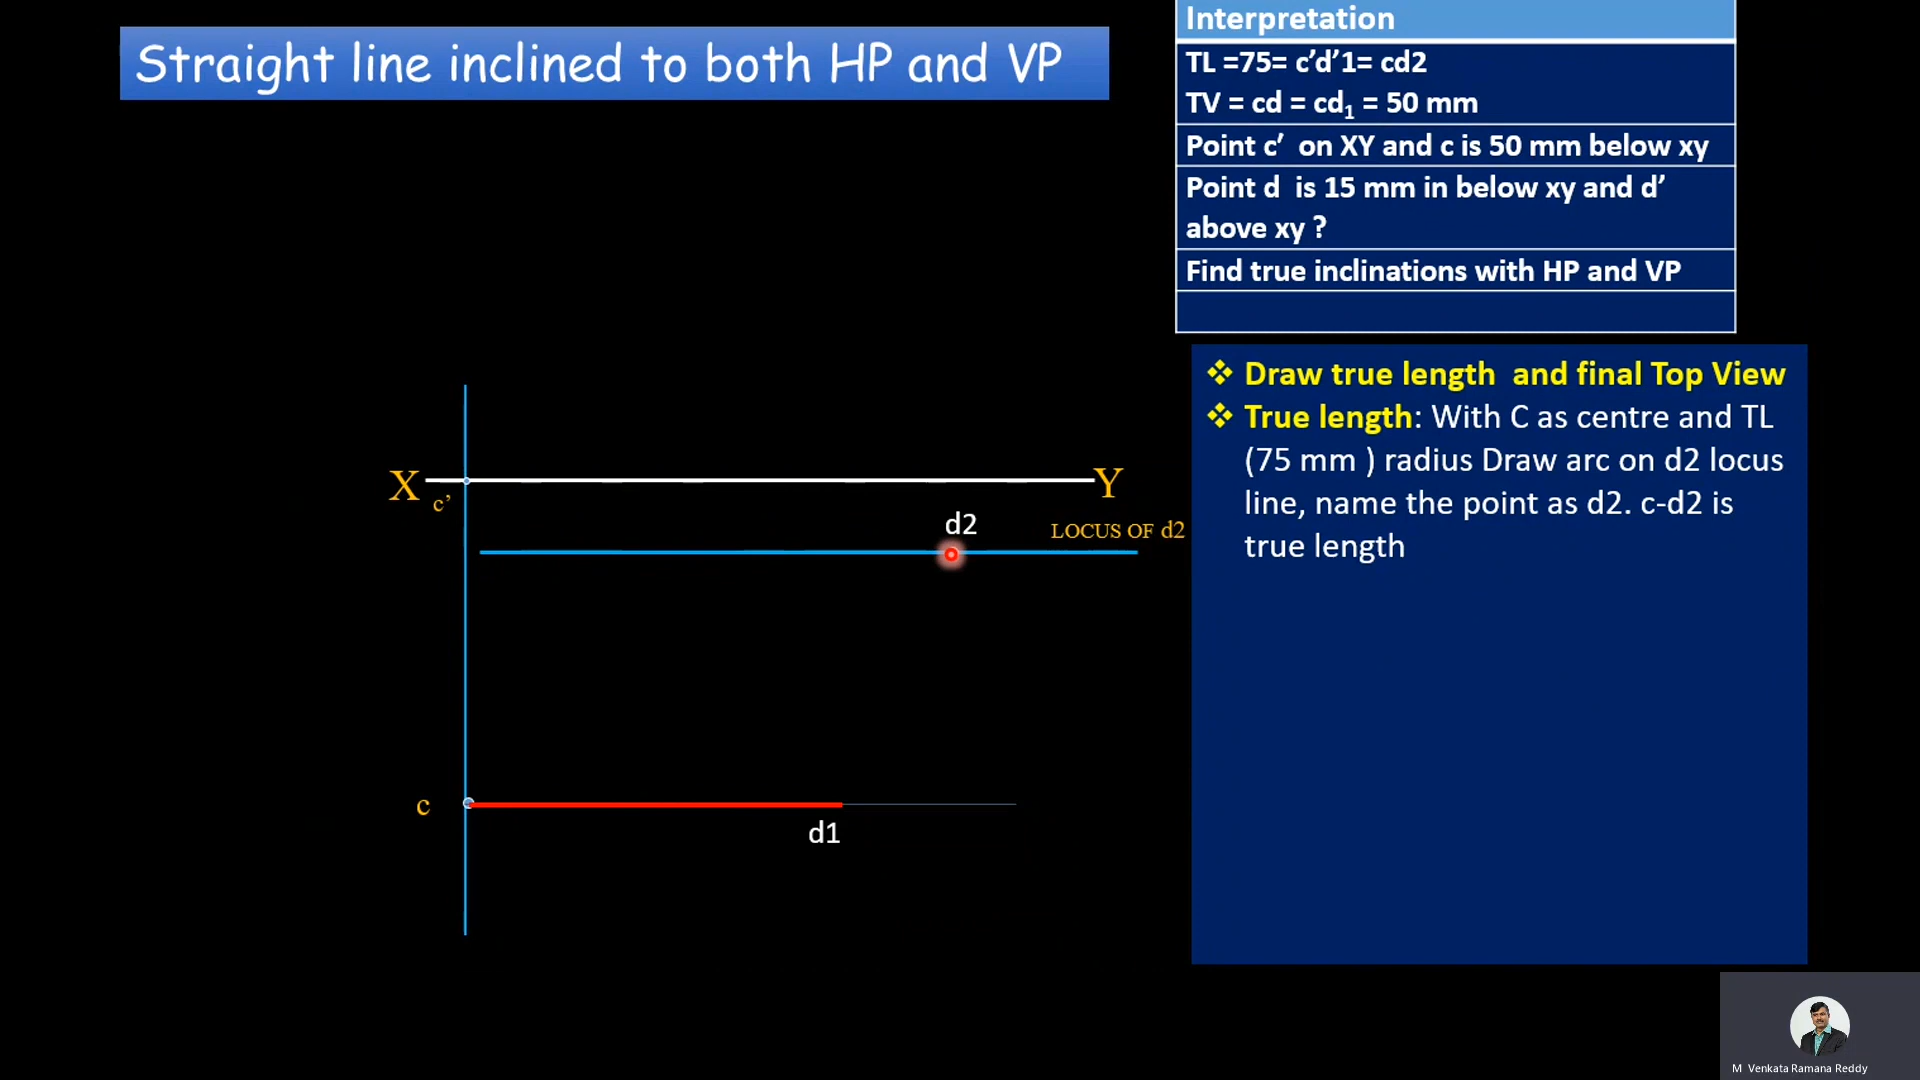 Straight line inclined to both HP and VP
Interpretation
TL =75= c’d’1= cd2
TV = cd = cd₁ = 50 mm
Point c’ on XY and c is 50 mm below xy
Point d is 15 mm in below xy and d’
above xy ?
Find true inclinations with HP and VP
❖ Draw true length and final Top View
❖ True length: With C as centre and TL
(75 mm ) radius Draw arc on d2 locus
line, name the point as d2. c-d2 is
true length
X
c’
Y
d2
LOCUS OF d2
c
d1
M Venkata Ramana Reddy